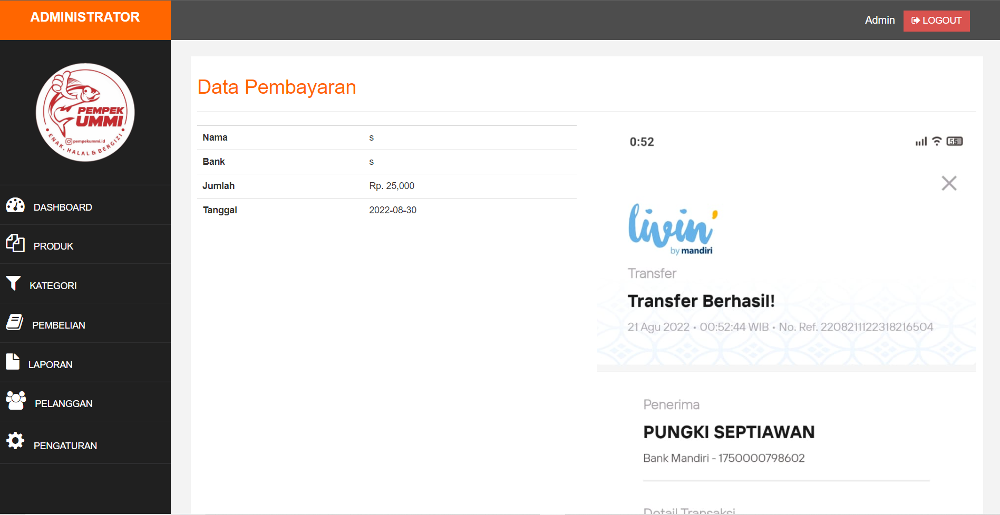 ADMINISTRATOR
Admin
LOGOUT
PEMPEK
UMMI
pempekummi.id
ENAK, HALAL & BERGIZI
DASHBOARD
PRODUK
KATEGORI
PEMBELIAN
LAPORAN
PELANGGAN
PENGATURAN
Data Pembayaran
Nama s
Bank s
Jumlah Rp. 25,000
Tanggal 2022-08-30
0:52 55
livin'
by mandiri
Transfer
Transfer Berhasil!
21 Agu 2022 • 00:52:44 WIB • No. Ref. 2208211122318216504
Penerima
PUNGKI SEPTIAWAN
Bank Mandiri - 1750000798602
Detail Transaksi